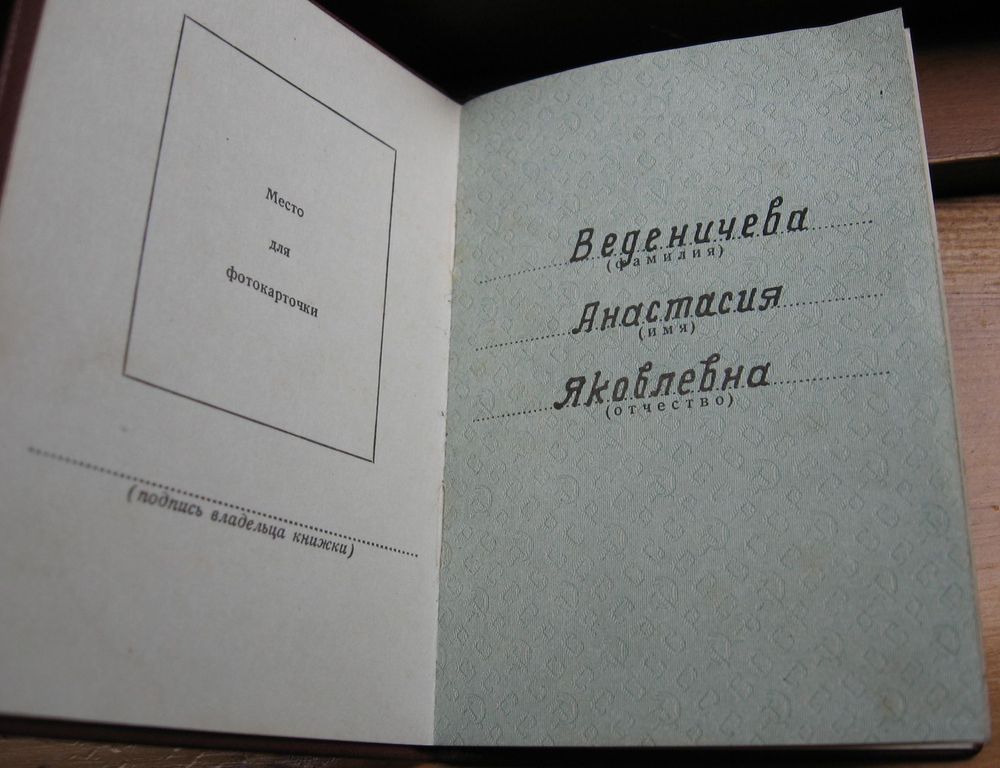 Место
для
фотокарточки
(подпись владельца книжки)
Веденичева
(фамилия)
Анастасия
(имя)
Яковлевна
(отчество)